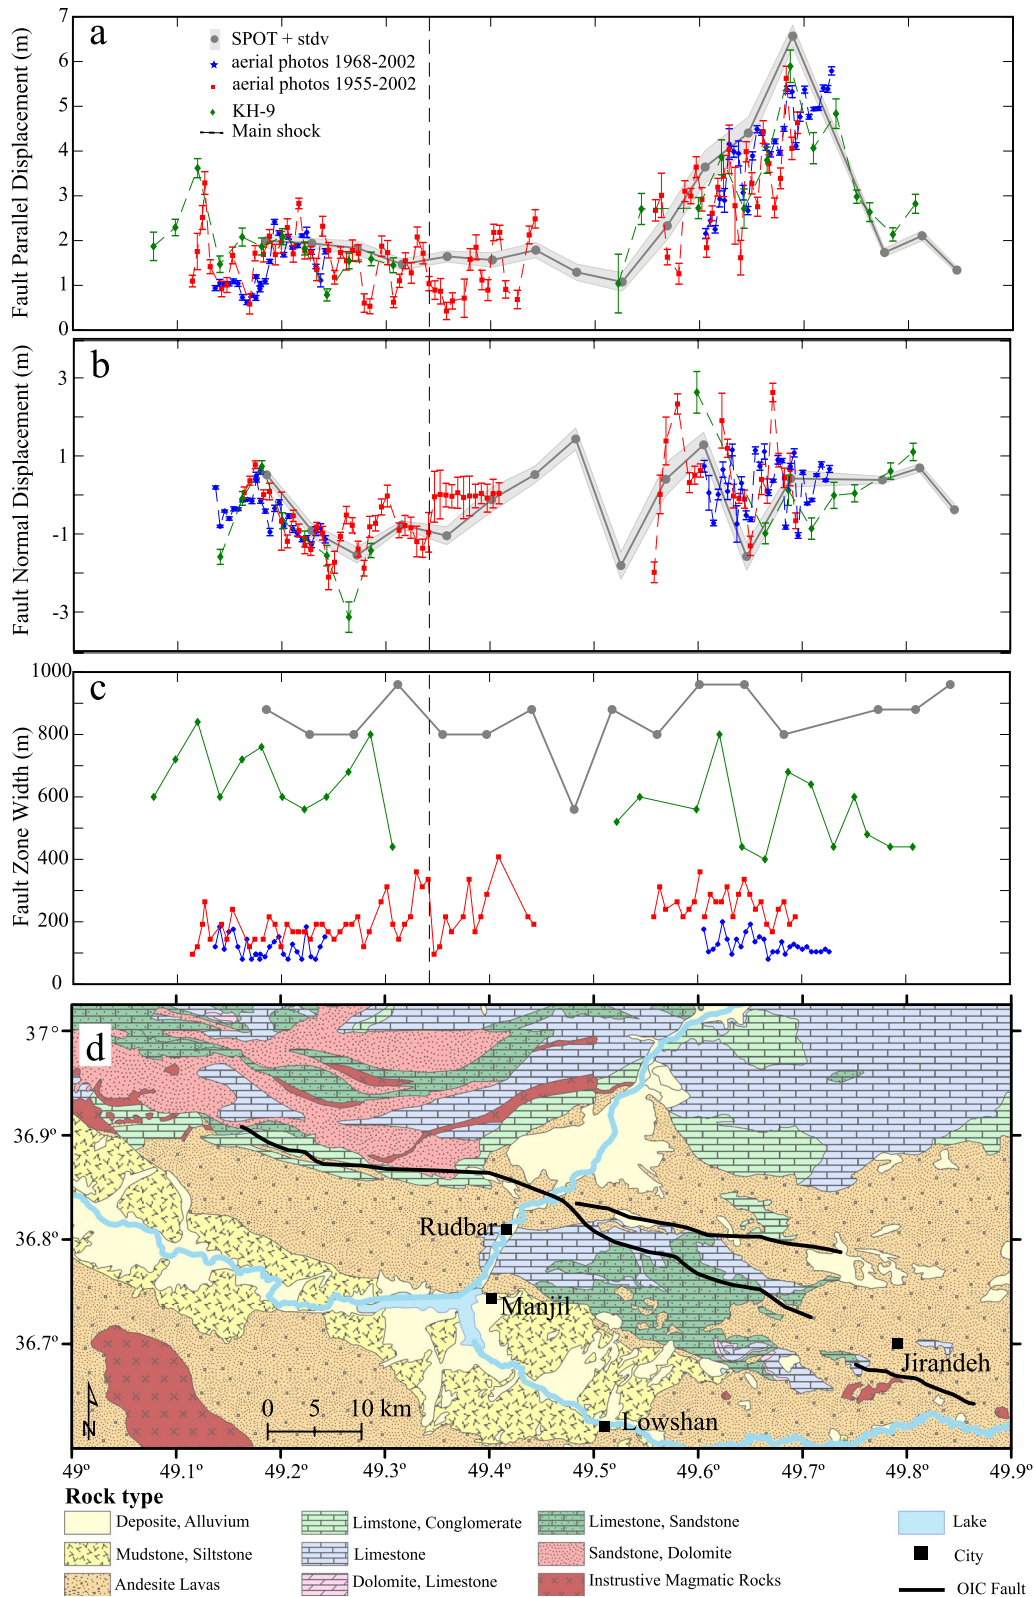 a
Fault Parallel Displacement (m)
7
6
5
4
3
2
1
0
SPOT + stdv
aerial photos 1968-2002
aerial photos 1955-2002
KH-9
Main shock
b
Fault Normal Displacement (m)
3
1
-1
-3
c
Fault Zone Width (m)
1000
800
600
400
200
0
d
37°
36.9°
36.8°
36.7°
Rudbar
Manjil
Jirandeh
Lowshan
N
0 5 10 km
49° 49.1° 49.2° 49.3° 49.4° 49.5° 49.6° 49.7° 49.8° 49.9°
Rock type
Deposite, Alluvium
Mudstone, Siltstone
Andesite Lavas
Limstone, Conglomerate
Limestone
Dolomite, Limestone
Limestone, Sandstone
Sandstone, Dolomite
Instrustive Magmatic Rocks
Lake
City
OIC Fault